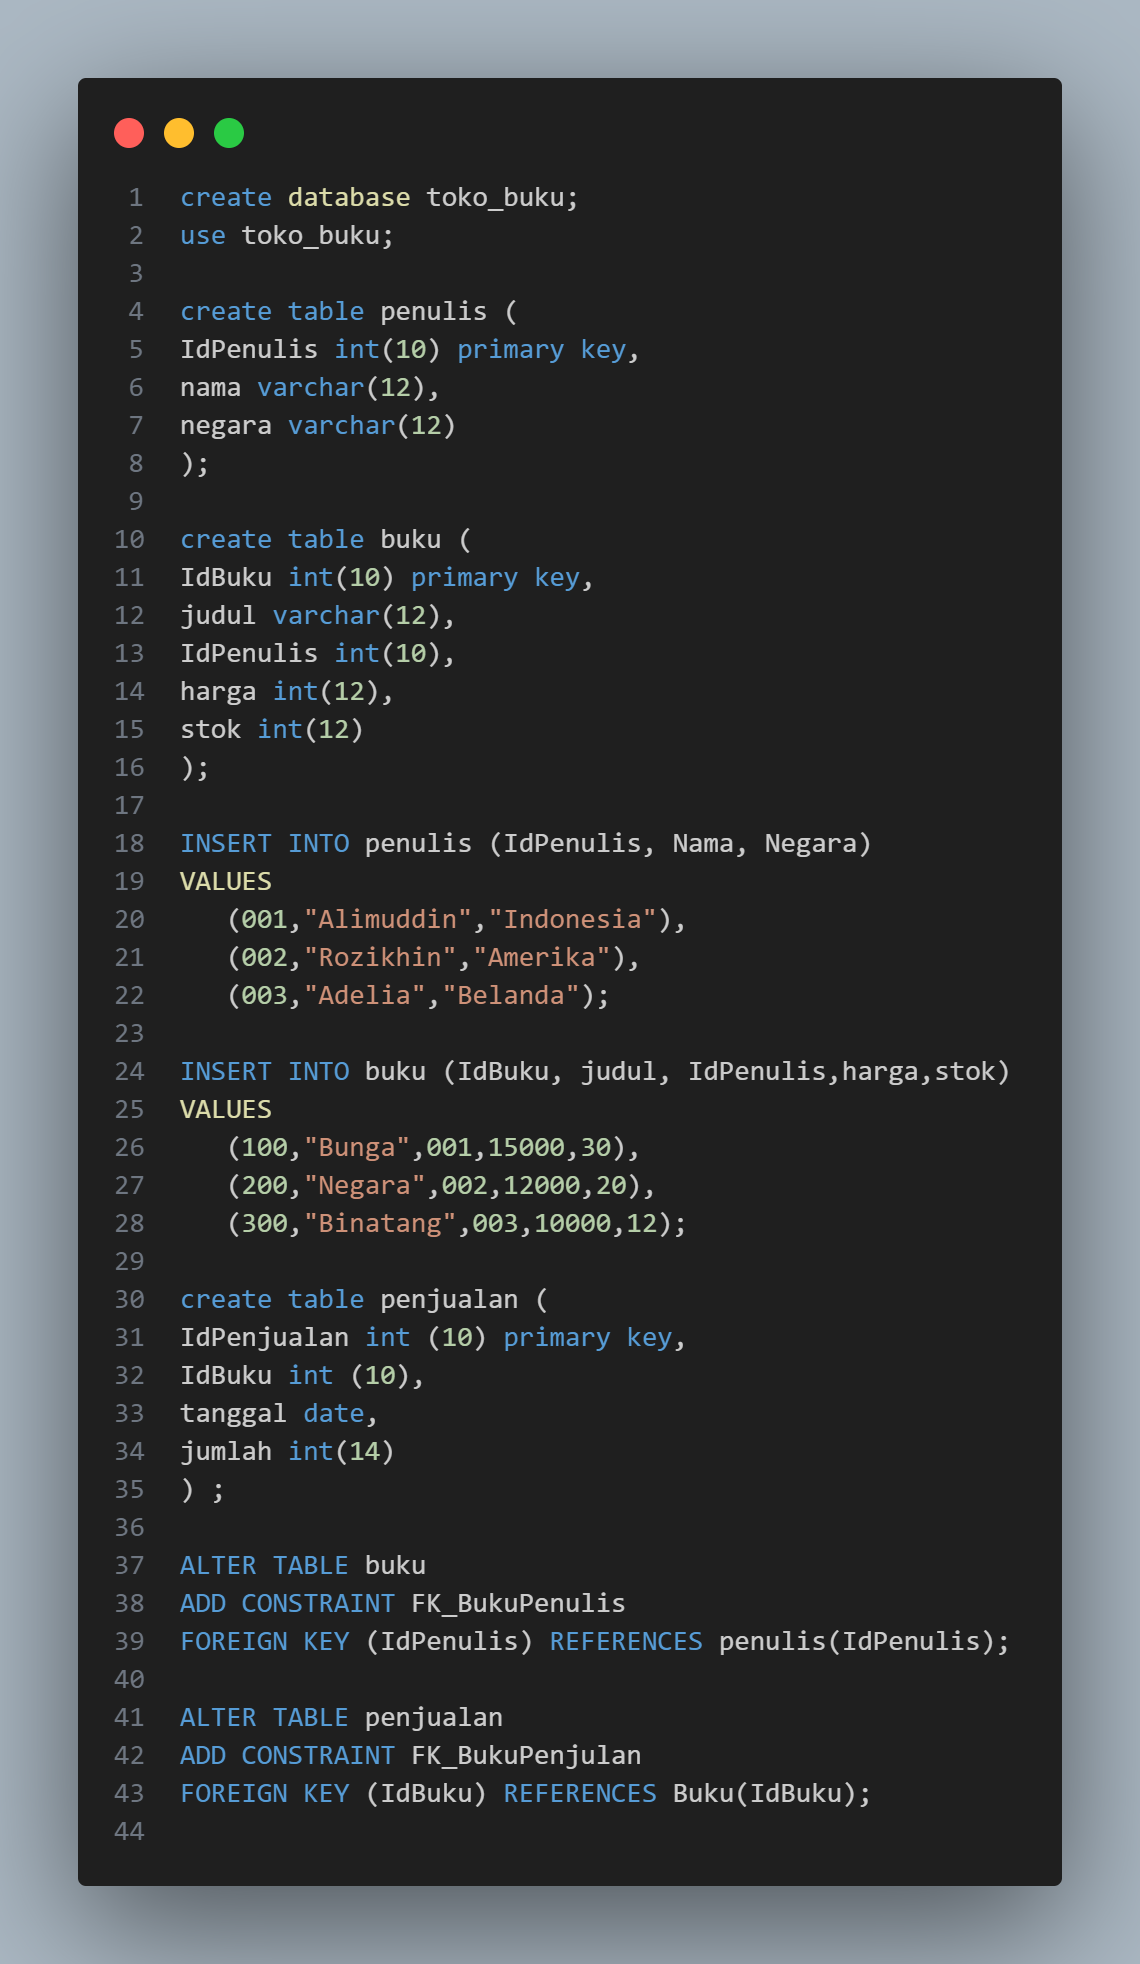 1 create database toko_buku;
2 use toko_buku;
3
4 create table penulis (
5 IdPenulis int(10) primary key,
6 nama varchar(12),
7 negara varchar(12)
8 );
9
10 create table buku (
11 IdBuku int(10) primary key,
12 judul varchar(12),
13 IdPenulis int(10),
14 harga int(12),
15 stok int(12)
16 );
17
18 INSERT INTO penulis (IdPenulis, Nama, Negara)
19 VALUES
20    (001,"Alimuddin","Indonesia"),
21    (002,"Rozikhin","Amerika"),
22    (003,"Adelia","Belanda");
23
24 INSERT INTO buku (IdBuku, judul, IdPenulis,harga,stok)
25 VALUES
26    (100,"Bunga",001,15000,30),
27    (200,"Negara",002,12000,20),
28    (300,"Binatang",003,10000,12);
29
30 create table penjualan (
31 IdPenjualan int (10) primary key,
32 IdBuku int (10),
33 tanggal date,
34 jumlah int(14)
35 ) ;
36
37 ALTER TABLE buku
38 ADD CONSTRAINT FK_BukuPenulis
39 FOREIGN KEY (IdPenulis) REFERENCES penulis(IdPenulis);
40
41 ALTER TABLE penjualan
42 ADD CONSTRAINT FK_BukuPenjulan
43 FOREIGN KEY (IdBuku) REFERENCES Buku(IdBuku);
44